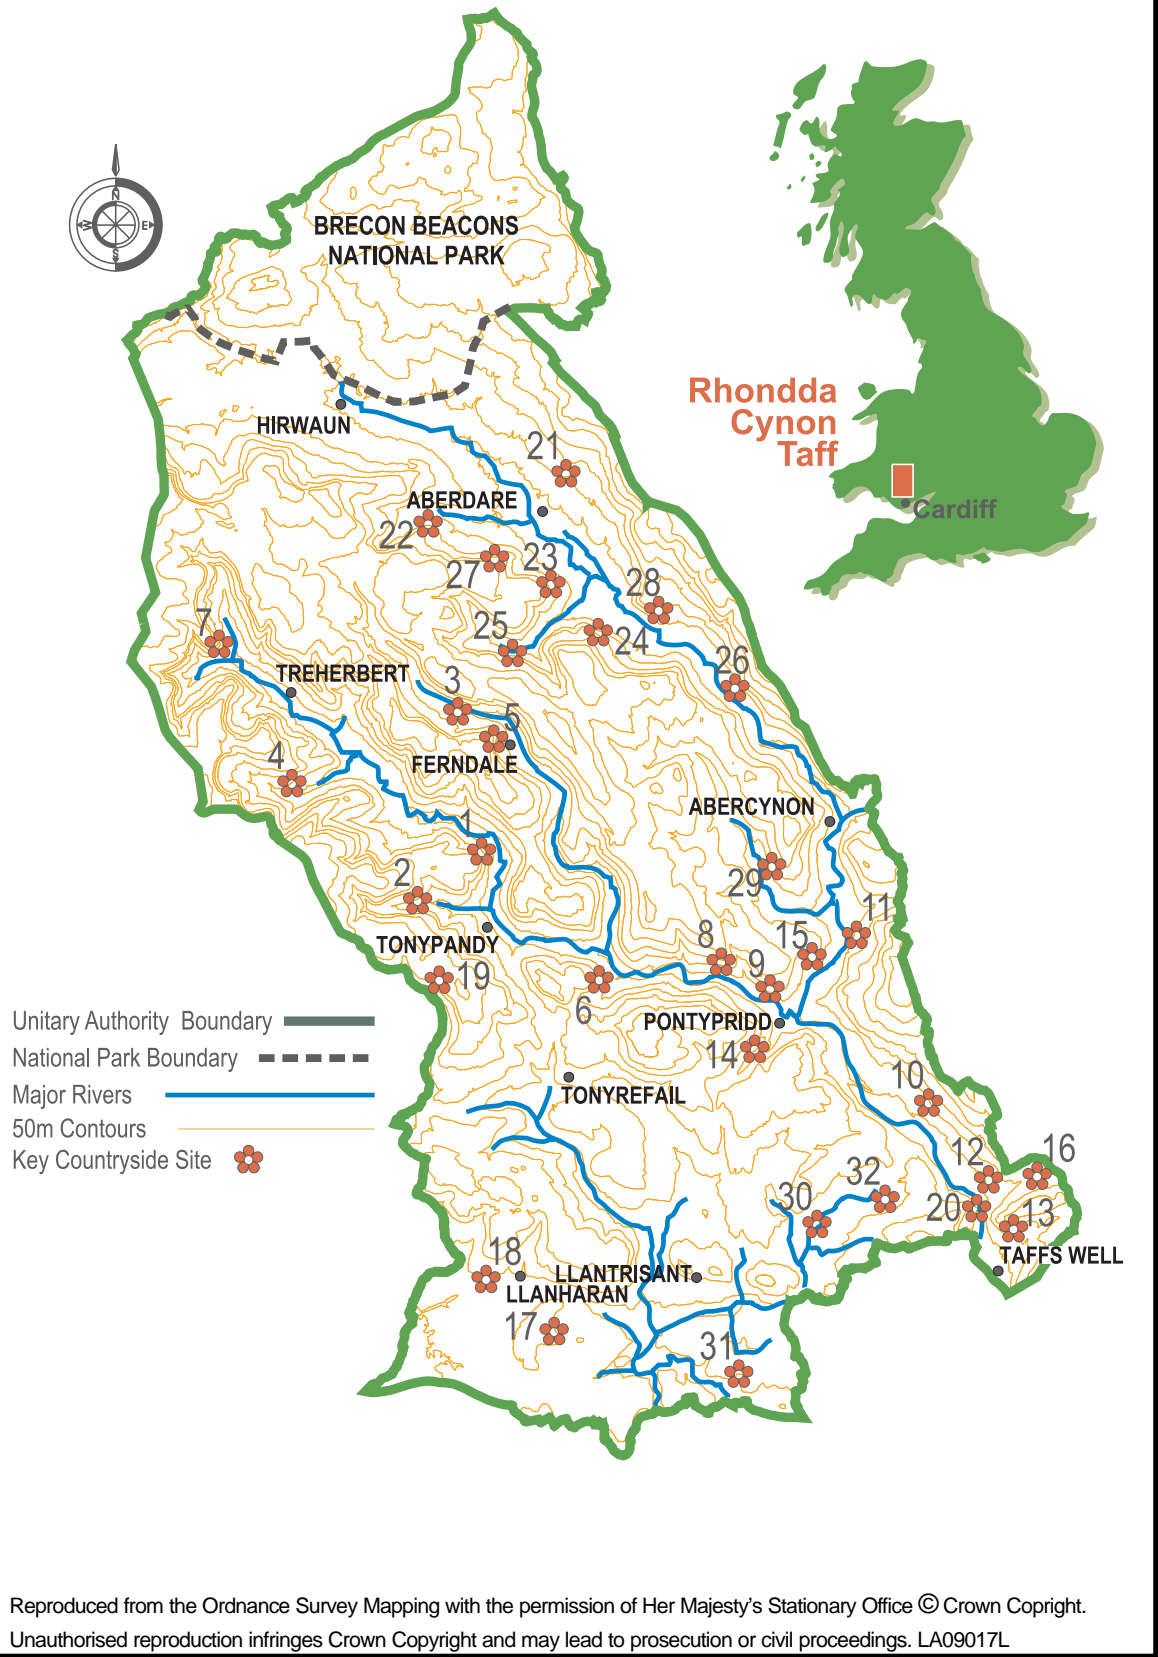 N
W
E
S
BRECON BEACONS
NATIONAL PARK
Rhondda
Cynon
Taff
Cardiff
HIRWAUN
21
ABERDARE
22
27
23
28
25
24
7
26
TREHERBERT
3
5
4
FERNDALE
ABERCYNON
1
2
29
11
TONYPANDY
8
15
9
19
6
PONTYPRIDD
14
Unitary Authority Boundary
National Park Boundary
Major Rivers
50m Contours
Key Countryside Site
TONYREFAIL
10
12
16
32
30
20
13
TAFFS WELL
18
LLANTRISANT
LLANHARAN
17
31
Reproduced from the Ordnance Survey Mapping with the permission of Her Majesty's Stationary Office © Crown Copright.
Unauthorised reproduction infringes Crown Copyright and may lead to prosecution or civil proceedings. LA09017L